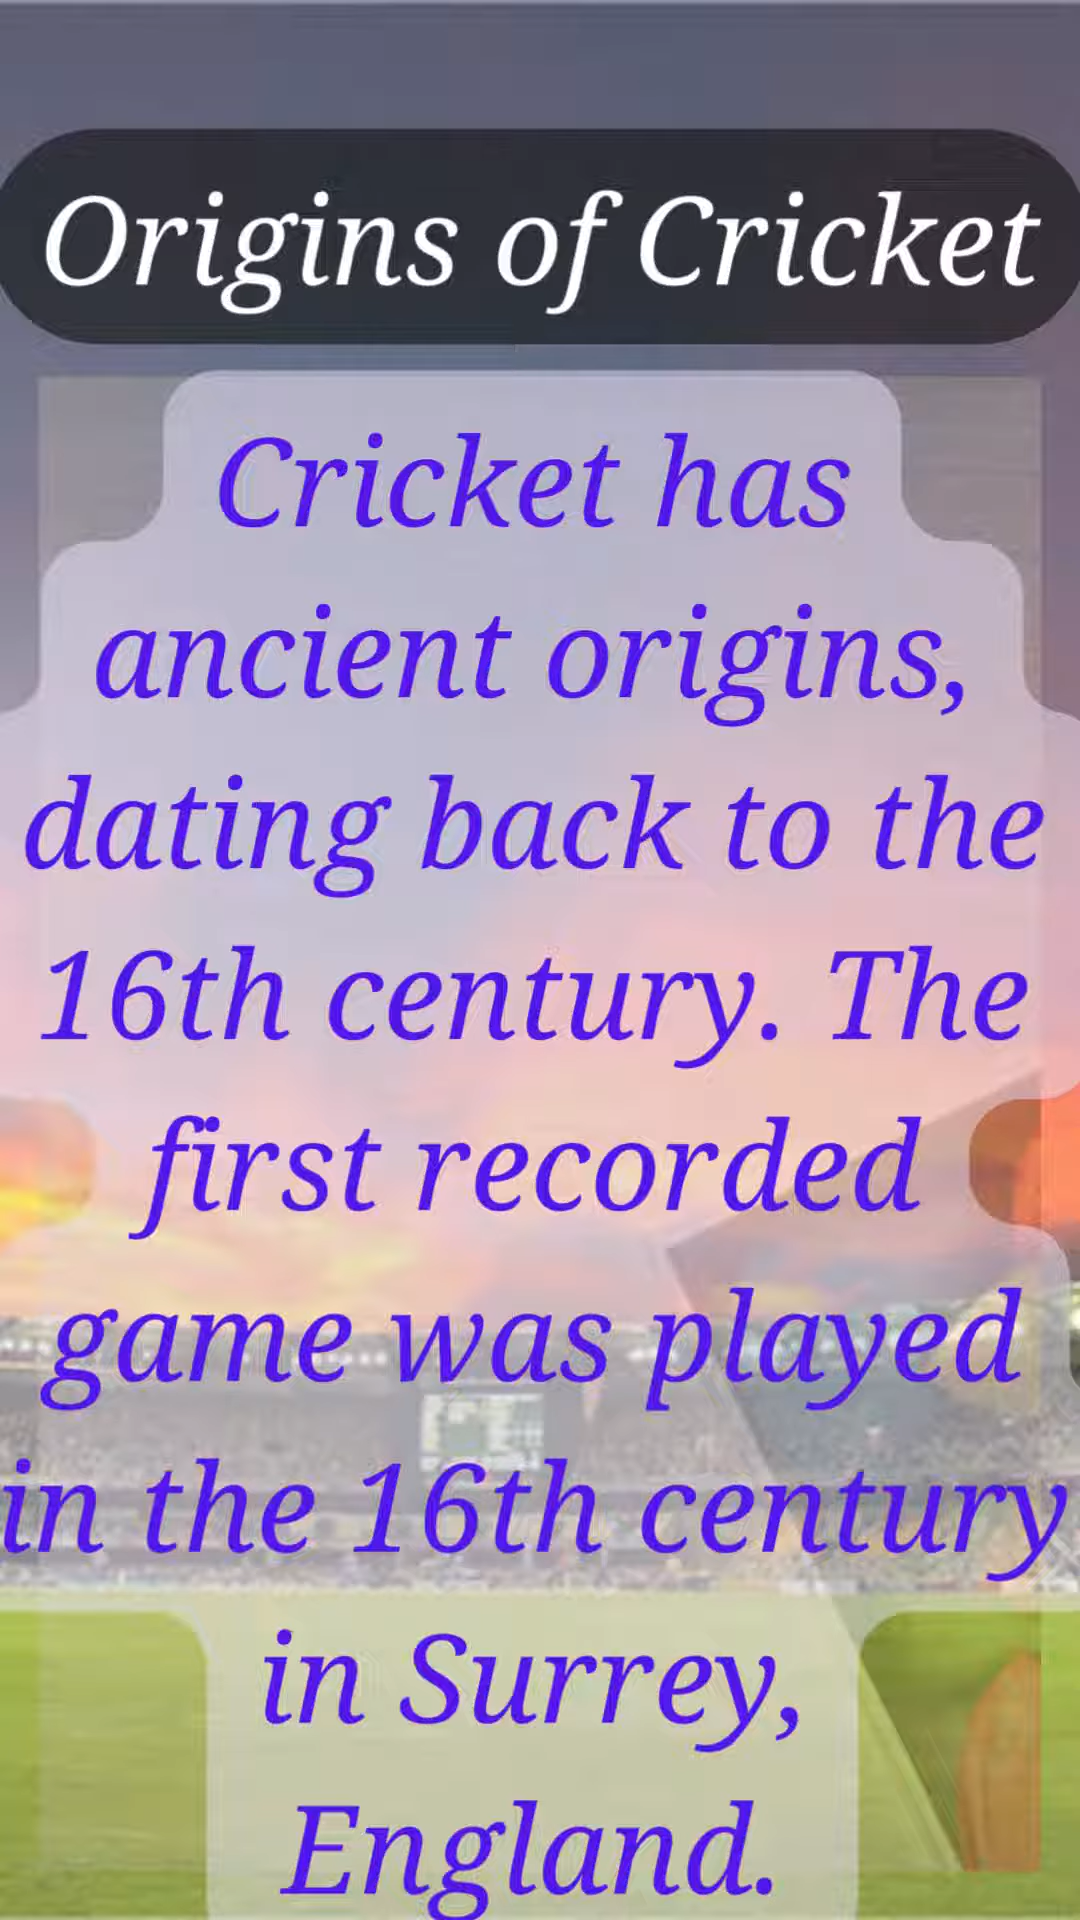 Origins of Cricket
Cricket has
ancient origins,
dating back to the
16th century. The
first recorded
game was played
in the 16th century
in Surrey,
England.